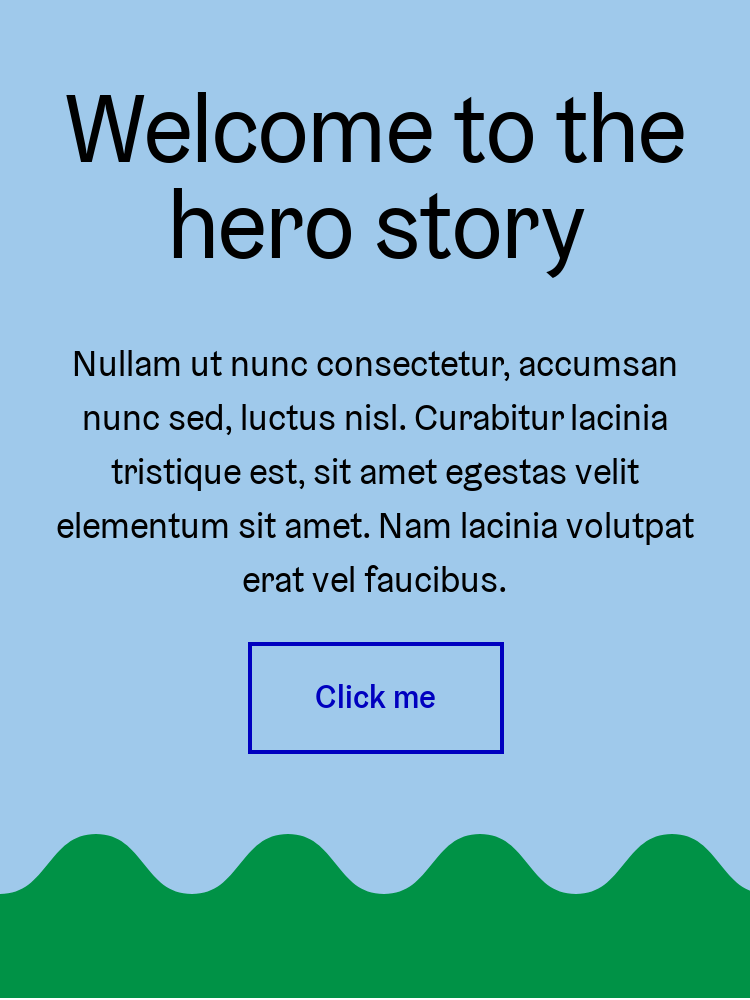 Welcome to the
hero story
Nullam ut nunc consectetur, accumsan
nunc sed, luctus nisl. Curabitur lacinia
tristique est, sit amet egestas velit
elementum sit amet. Nam lacinia volutpat
erat vel faucibus.
Click me